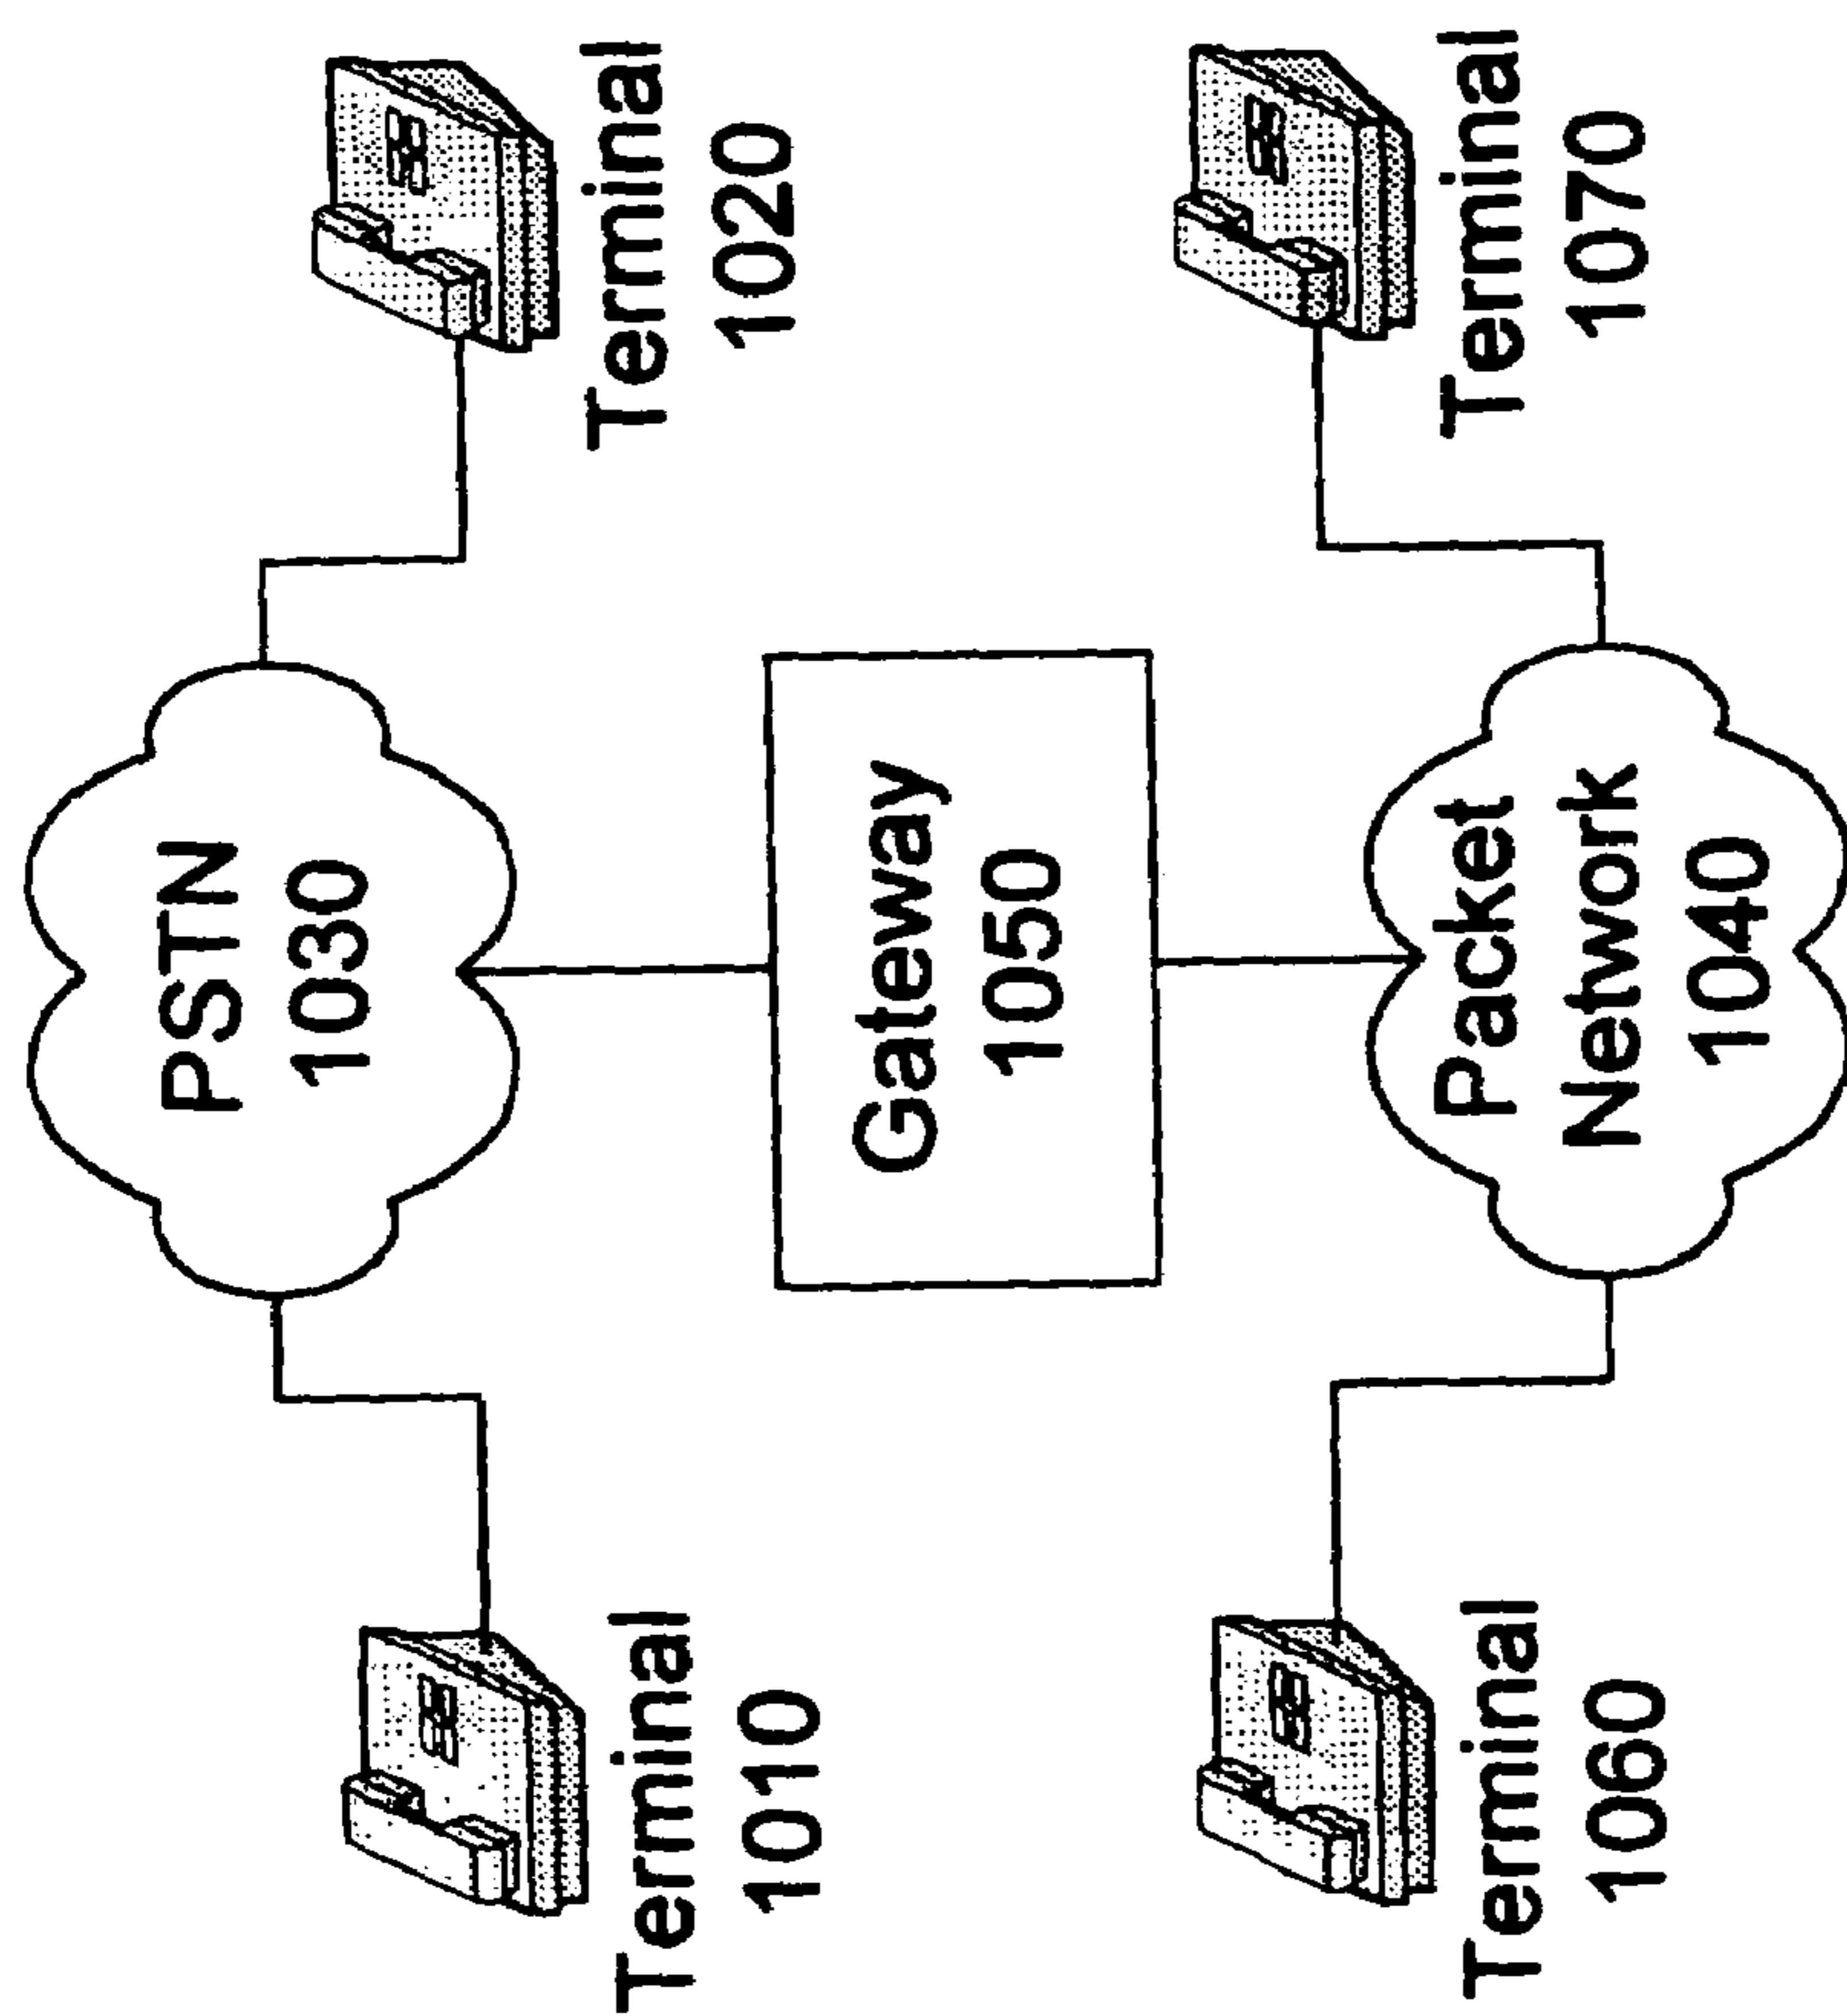 PSTN
1030
Terminal
1010
Terminal
1020
Gateway
1050
Packet
Network
1040
Terminal
1060
Terminal
1070